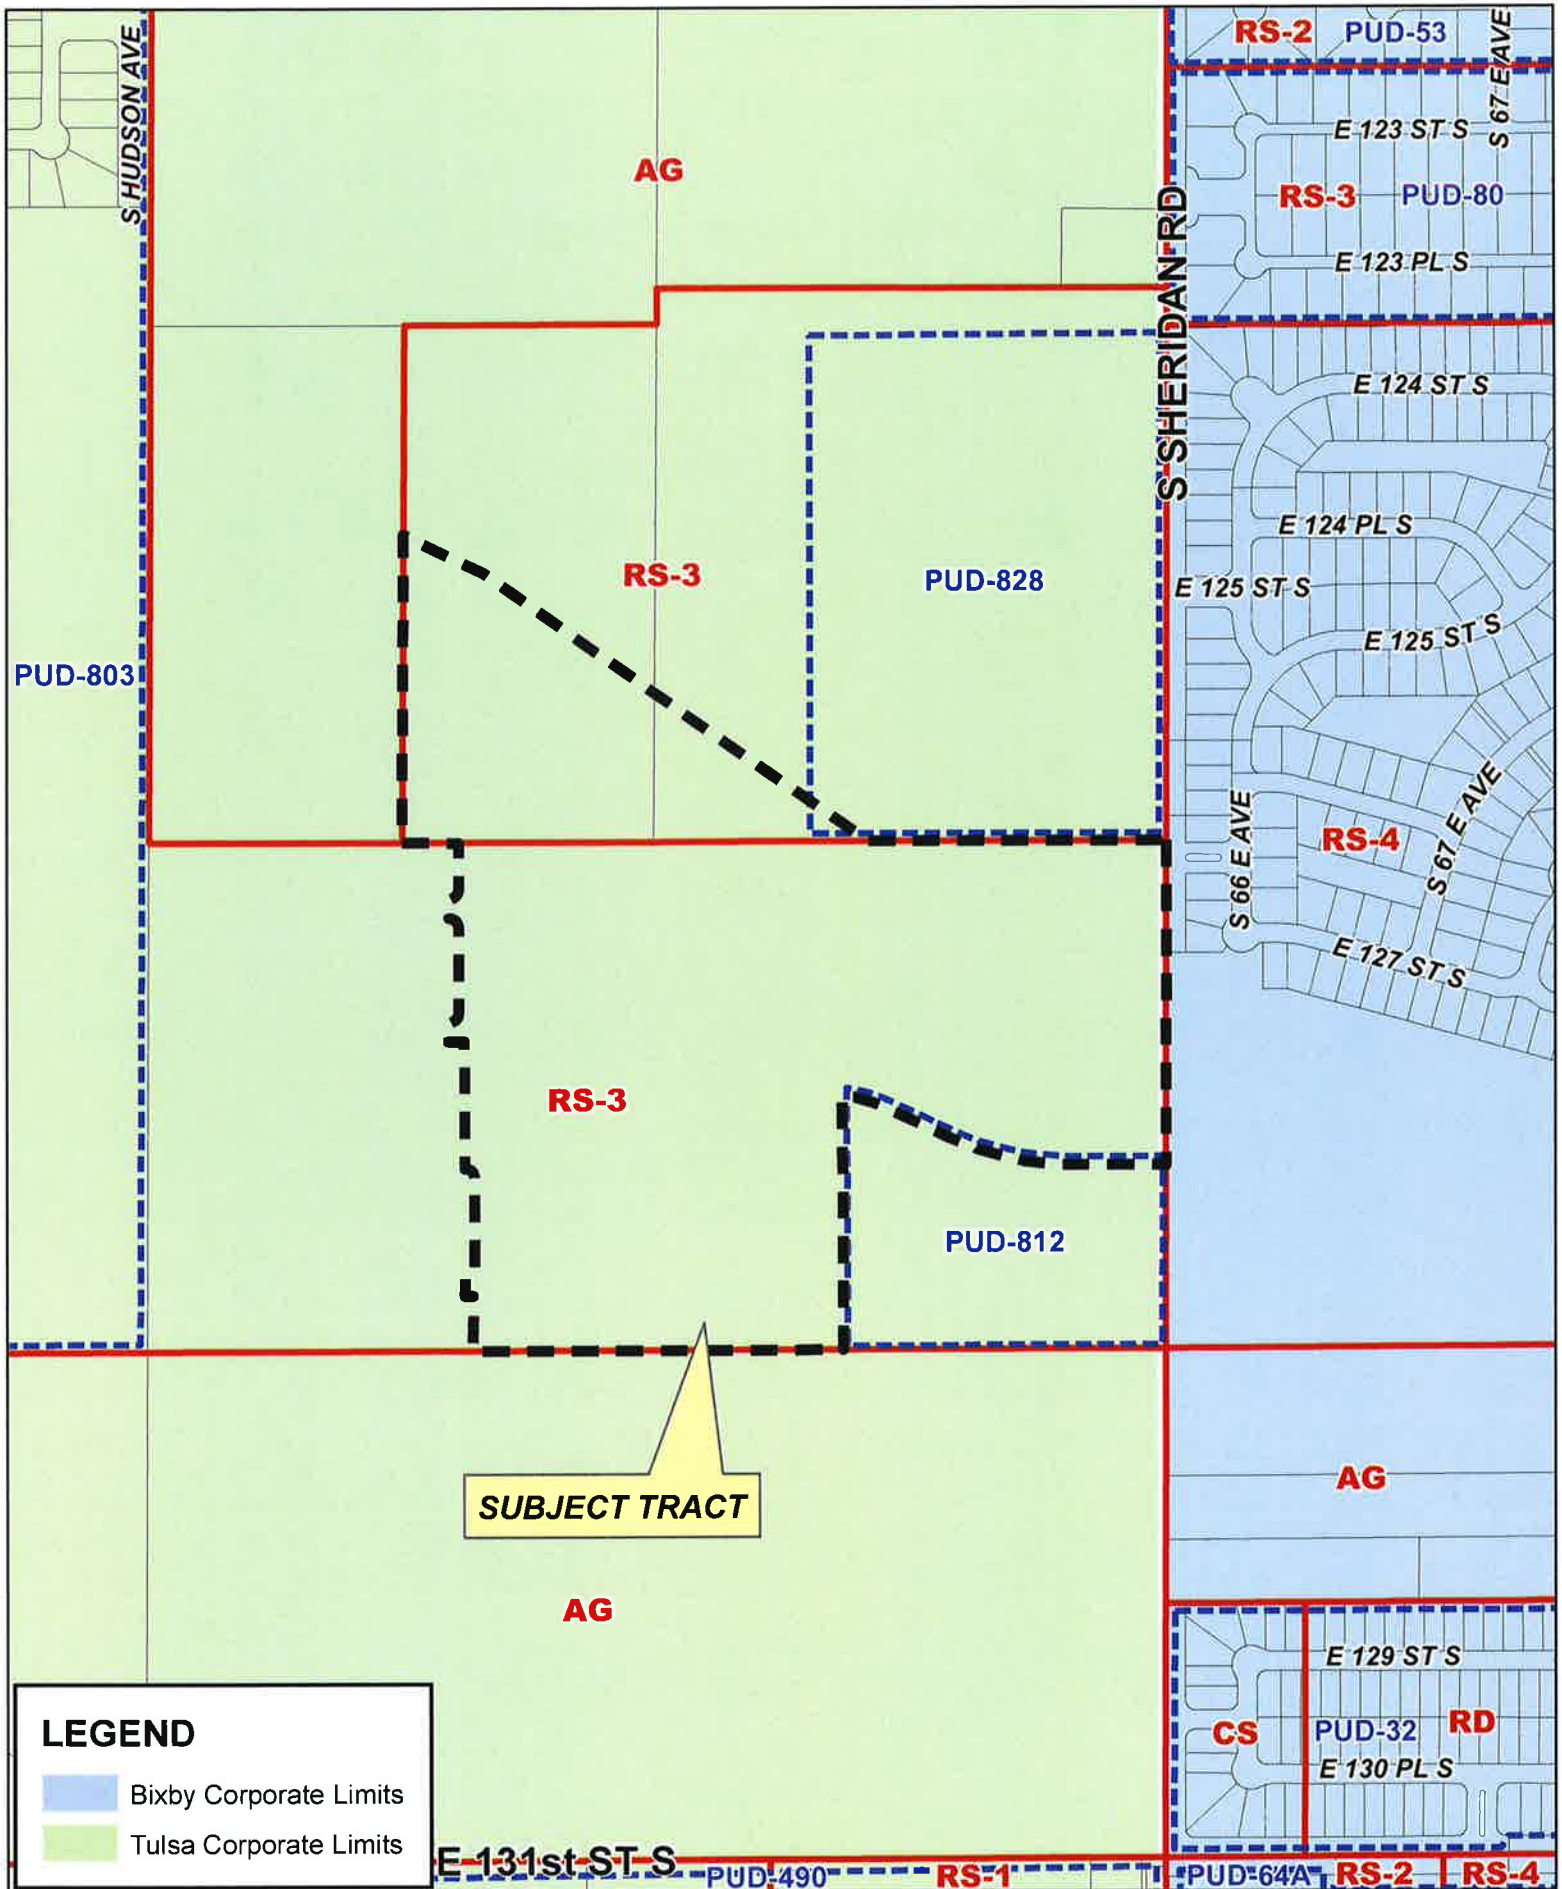 RS-2 PUD-53
S HUDSON AVE
S 67 E AVE
E 123 ST S
AG
RS-3 PUD-80
E 123 PL S
S SHERIDAN RD
E 124 ST S
E 124 PL S
RS-3
PUD-828
E 125 ST S
E 125 ST S
PUD-803
S 66 E AVE
RS-4
S 67 E AVE
E 127 ST S
RS-3
PUD-812
AG
SUBJECT TRACT
AG
E 129 ST S
CS
PUD-32
RD
E 130 PL S
LEGEND
Bixby Corporate Limits
Tulsa Corporate Limits
E 131st ST S
PUD-490
RS-1
PUD-64A
RS-2
RS-4